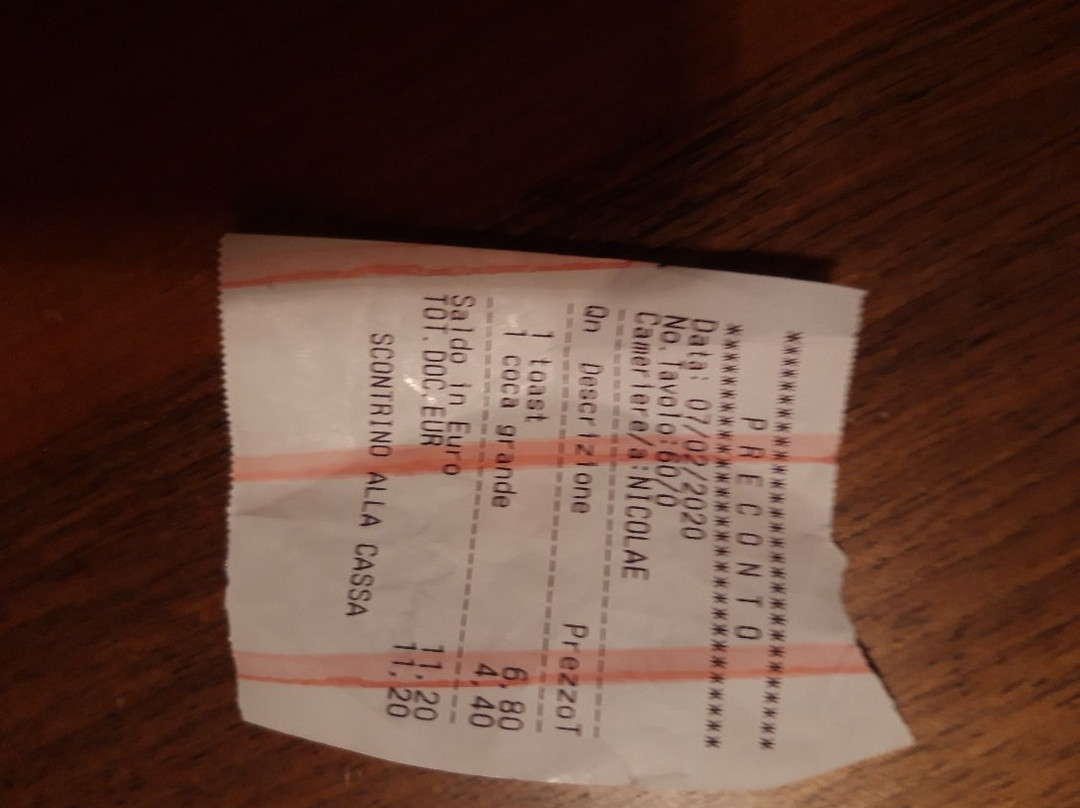 ******************************
P R E C O N T O
******************************
Data: 07/02/2020
No.Tavolo:60/0
Cameriere/a:NICOLAE
------------------------------
Qn Descrizione PrezzoT
------------------------------
1 toast 6,80
1 coca grande 4,40
------------------------------
Saldo in Euro 11,20
TOT.DOC.EUR 11,20
SCONTRINO ALLA CASSA